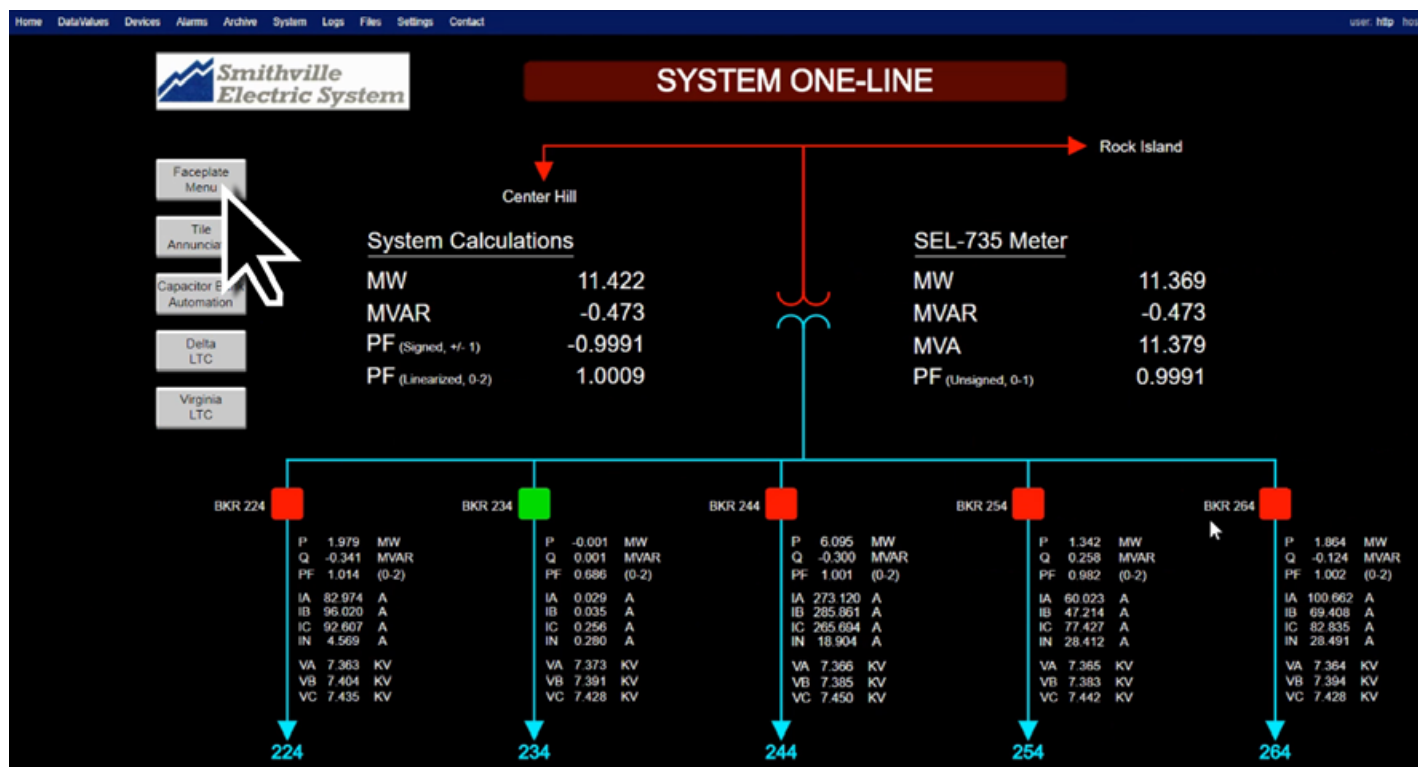 Home DataValues Devices Alarms Archive System Logs Files Settings Contact user: http
Smithville
Electric System
SYSTEM ONE-LINE
Rock Island
Center Hill
Faceplate
Menu
Tile
Capacitor
Automation
Delta
LTC
Virginia
LTC
System Calculations
MW 11.422
MVAR -0.473
PF (Signed, +/- 1) -0.9991
PF (Linearized, 0-2) 1.0009
SEL-735 Meter
MW 11.369
MVAR -0.473
MVA 11.379
PF (Unsigned, 0-1) 0.9991
BKR 224
P 1.979 MW
Q -0.341 MVAR
PF 1.014 (0-2)
IA 82.974 A
IB 96.020 A
IC 92.607 A
IN 4.569 A
VA 7.363 KV
VB 7.404 KV
VC 7.435 KV
224
BKR 234
P -0.001 MW
Q 0.001 MVAR
PF 0.686 (0-2)
IA 0.029 A
IB 0.035 A
IC 0.256 A
IN 0.280 A
VA 7.373 KV
VB 7.391 KV
VC 7.428 KV
234
BKR 244
P 6.095 MW
Q -0.300 MVAR
PF 1.001 (0-2)
IA 273.120 A
IB 285.861 A
IC 265.694 A
IN 18.904 A
VA 7.366 KV
VB 7.385 KV
VC 7.450 KV
244
BKR 254
P 1.342 MW
Q 0.258 MVAR
PF 0.982 (0-2)
IA 60.023 A
IB 47.214 A
IC 77.427 A
IN 28.412 A
VA 7.365 KV
VB 7.383 KV
VC 7.442 KV
254
BKR 264
P 1.864 MW
Q -0.124 MVAR
PF 1.002 (0-2)
IA 100.662 A
IB 69.408 A
IC 82.835 A
IN 28.491 A
VA 7.364 KV
VB 7.394 KV
VC 7.428 KV
264